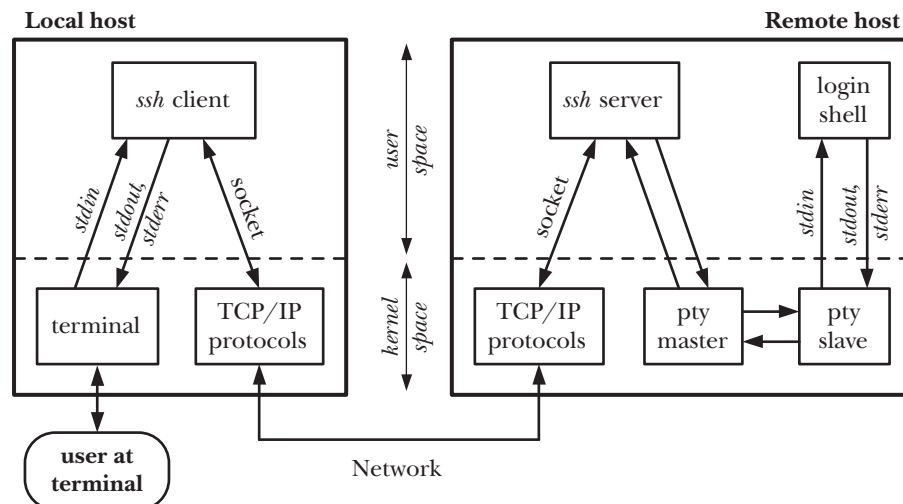 Local host
Remote host
ssh client
user
space
ssh server
login
shell
stdin
stdout,
stderr
socket
socket
stdin
stdout,
stderr
terminal
TCP/IP
protocols
kernel
space
TCP/IP
protocols
pty
master
pty
slave
user at
terminal
Network